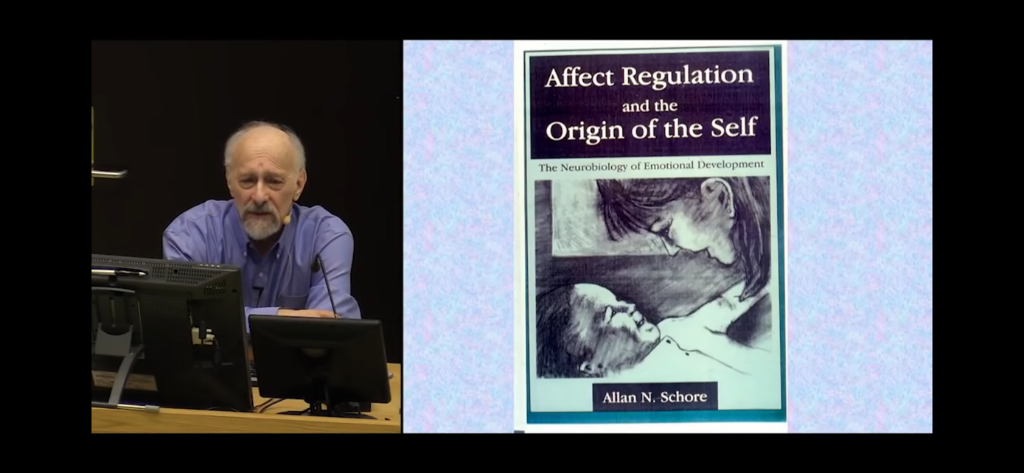 Affect Regulation
and the
Origin of the Self
The Neurobiology of Emotional Development
Allan N. Schore